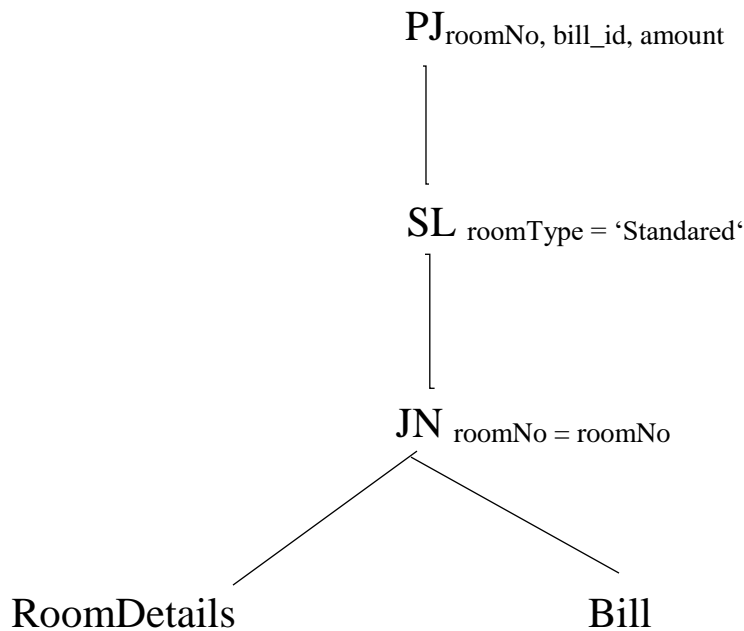 PJroomNo, bill_id, amount
SL roomType = ‘Standared‘
JN roomNo = roomNo
RoomDetails Bill